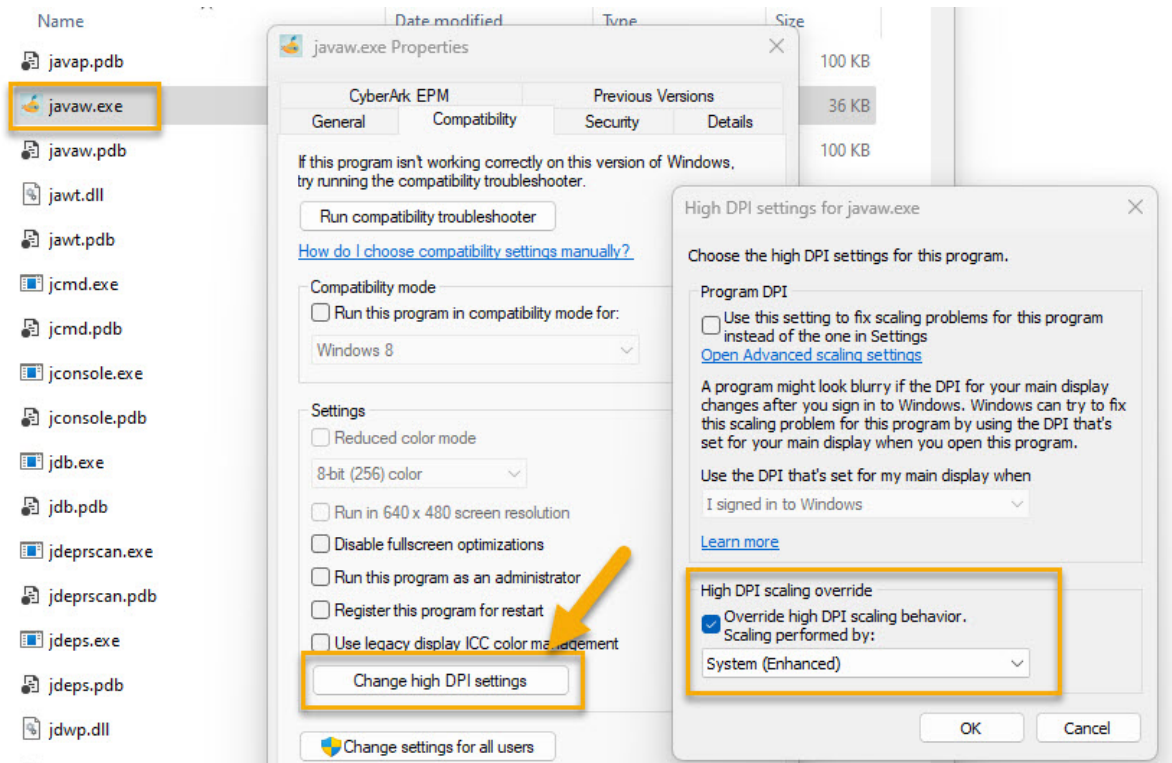 Name Date modified Type Size
javap.pdb 100 KB
javaw.exe 36 KB
javaw.pdb 100 KB
jawt.dll
jawt.pdb
jcmd.exe
jcmd.pdb
jconsole.exe
jconsole.pdb
jdb.exe
jdb.pdb
jdeprscan.exe
jdeprscan.pdb
jdeps.exe
jdeps.pdb
jdwp.dll
javaw.exe Properties
CyberArk EPM Previous Versions
General Compatibility Security Details
If this program isn't working correctly on this version of Windows,
try running the compatibility troubleshooter.
Run compatibility troubleshooter
How do I choose compatibility settings manually?
Compatibility mode
Run this program in compatibility mode for:
Windows 8
Settings
Reduced color mode
8-bit (256) color
Run in 640 x 480 screen resolution
Disable fullscreen optimizations
Run this program as an administrator
Register this program for restart
Use legacy display ICC color management
Change high DPI settings
Change settings for all users
High DPI settings for javaw.exe
Choose the high DPI settings for this program.
Program DPI
Use this setting to fix scaling problems for this program
instead of the one in Settings
Open Advanced scaling settings
A program might look blurry if the DPI for your main display
changes after you sign in to Windows. Windows can try to fix
this scaling problem for this program by using the DPI that's
set for your main display when you open this program.
Use the DPI that's set for my main display when
I signed in to Windows
Learn more
High DPI scaling override
Override high DPI scaling behavior.
Scaling performed by:
System (Enhanced)
OK Cancel